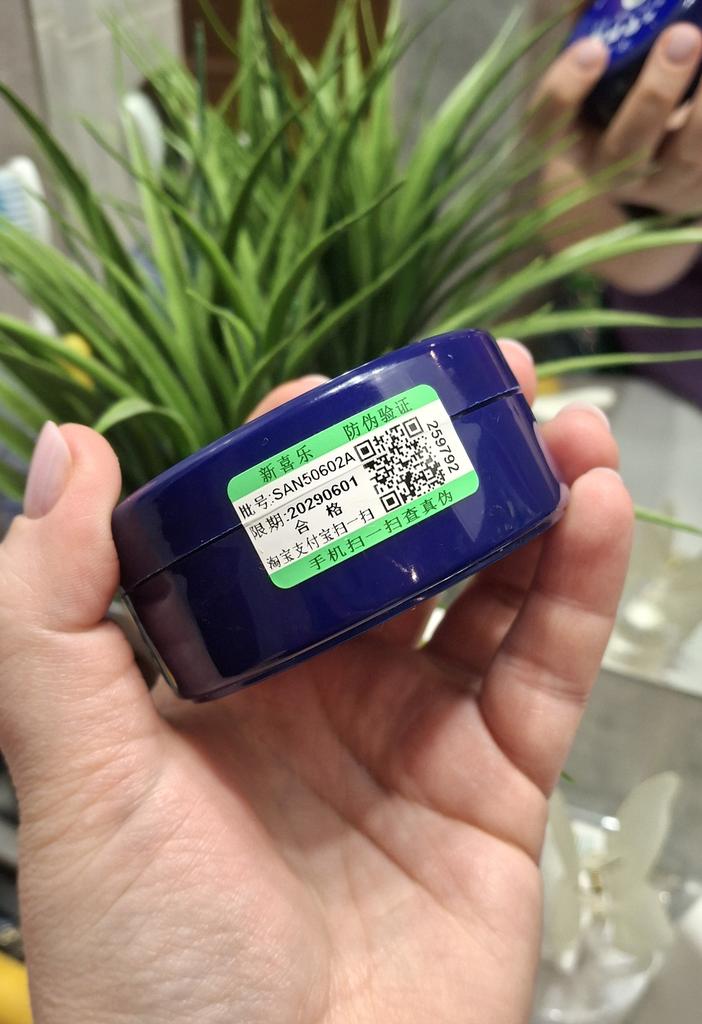 新喜乐 防伪验证
批号:SAN50602A
限期:20290601
合 格
淘宝支付宝扫一扫
259792
手机扫一扫查真伪